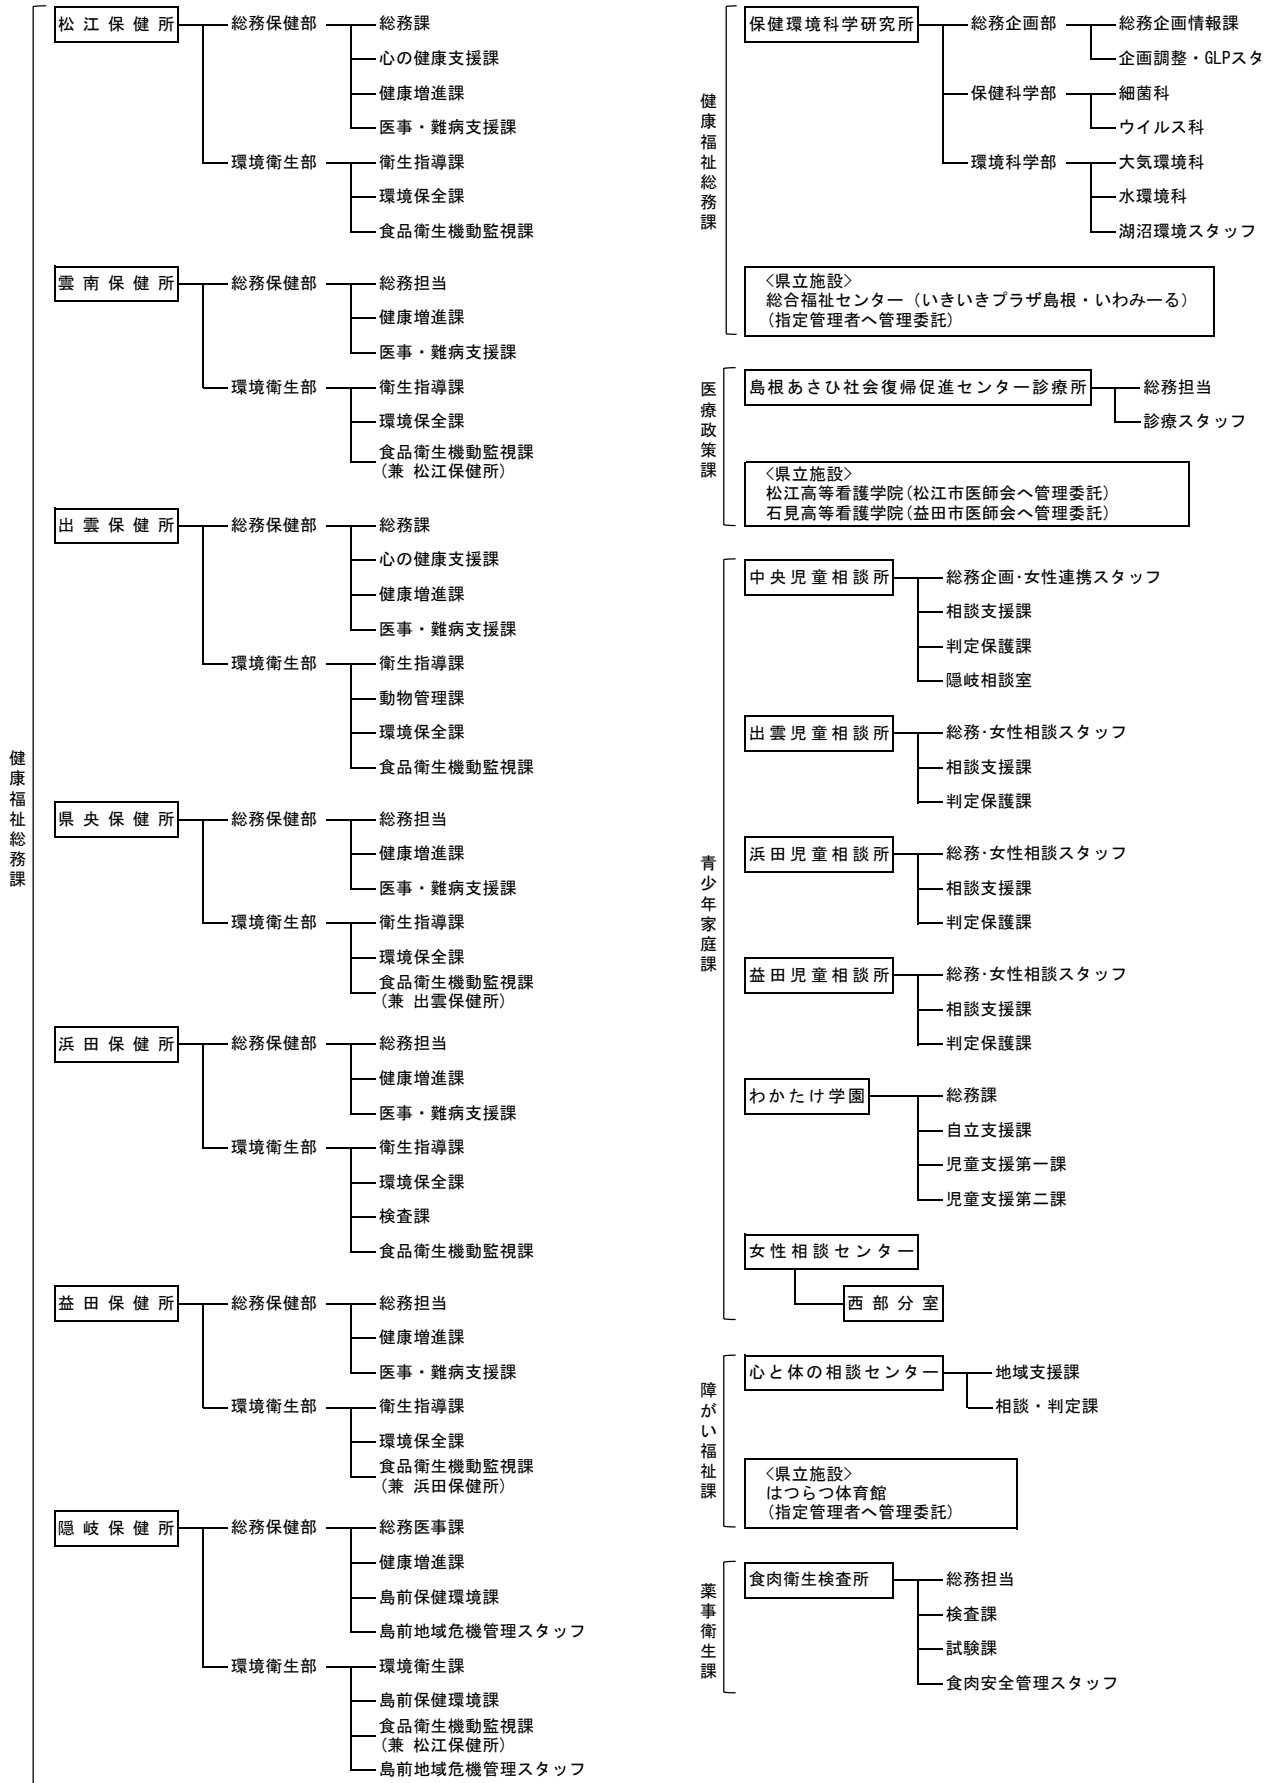 健康福祉総務課
松江保健所
総務保健部
総務課
心の健康支援課
健康増進課
医事・難病支援課
環境衛生部
衛生指導課
環境保全課
食品衛生機動監視課
雲南保健所
総務保健部
総務担当
健康増進課
医事・難病支援課
環境衛生部
衛生指導課
環境保全課
食品衛生機動監視課
(兼 松江保健所)
出雲保健所
総務保健部
総務課
心の健康支援課
健康増進課
医事・難病支援課
環境衛生部
衛生指導課
動物管理課
環境保全課
食品衛生機動監視課
県央保健所
総務保健部
総務担当
健康増進課
医事・難病支援課
環境衛生部
衛生指導課
環境保全課
食品衛生機動監視課
(兼 出雲保健所)
浜田保健所
総務保健部
総務担当
健康増進課
医事・難病支援課
環境衛生部
衛生指導課
環境保全課
検査課
食品衛生機動監視課
益田保健所
総務保健部
総務担当
健康増進課
医事・難病支援課
環境衛生部
衛生指導課
環境保全課
食品衛生機動監視課
(兼 浜田保健所)
隠岐保健所
総務保健部
総務医事課
健康増進課
島前保健環境課
島前地域危機管理スタッフ
環境衛生部
環境衛生課
島前保健環境課
食品衛生機動監視課
(兼 松江保健所)
島前地域危機管理スタッフ
健康福祉総務課
保健環境科学研究所
総務企画部
総務企画情報課
企画調整・GLPスタ
保健科学部
細菌科
ウイルス科
環境科学部
大気環境科
水環境科
湖沼環境スタッフ
<県立施設>
総合福祉センター（いきいきプラザ島根・いわみーる）
(指定管理者へ管理委託)
医療政策課
島根あさひ社会復帰促進センター診療所
総務担当
診療スタッフ
<県立施設>
松江高等看護学院(松江市医師会へ管理委託)
石見高等看護学院(益田市医師会へ管理委託)
青少年家庭課
中央児童相談所
総務企画･女性連携スタッフ
相談支援課
判定保護課
隠岐相談室
出雲児童相談所
総務･女性相談スタッフ
相談支援課
判定保護課
浜田児童相談所
総務･女性相談スタッフ
相談支援課
判定保護課
益田児童相談所
総務･女性相談スタッフ
相談支援課
判定保護課
わかたけ学園
総務課
自立支援課
児童支援第一課
児童支援第二課
女性相談センター
西部分室
障がい福祉課
心と体の相談センター
地域支援課
相談・判定課
<県立施設>
はつらつ体育館
(指定管理者へ管理委託)
薬事衛生課
食肉衛生検査所
総務担当
検査課
試験課
食肉安全管理スタッフ